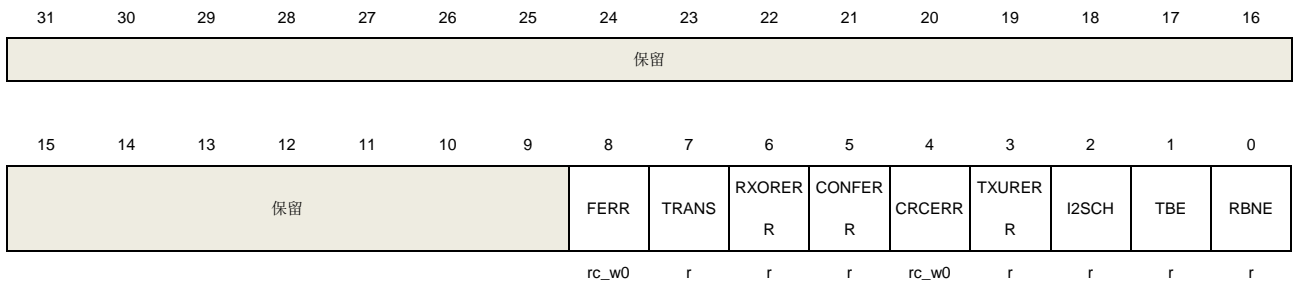 31 30 29 28 27 26 25 24 23 22 21 20 19 18 17 16
保留
15 14 13 12 11 10 9 8 7 6 5 4 3 2 1 0
保留 FERR TRANS RXORER R CONFER R CRCERR TXURER R I2SCH TBE RBNE
rc_w0 r r r rc_w0 r r r r